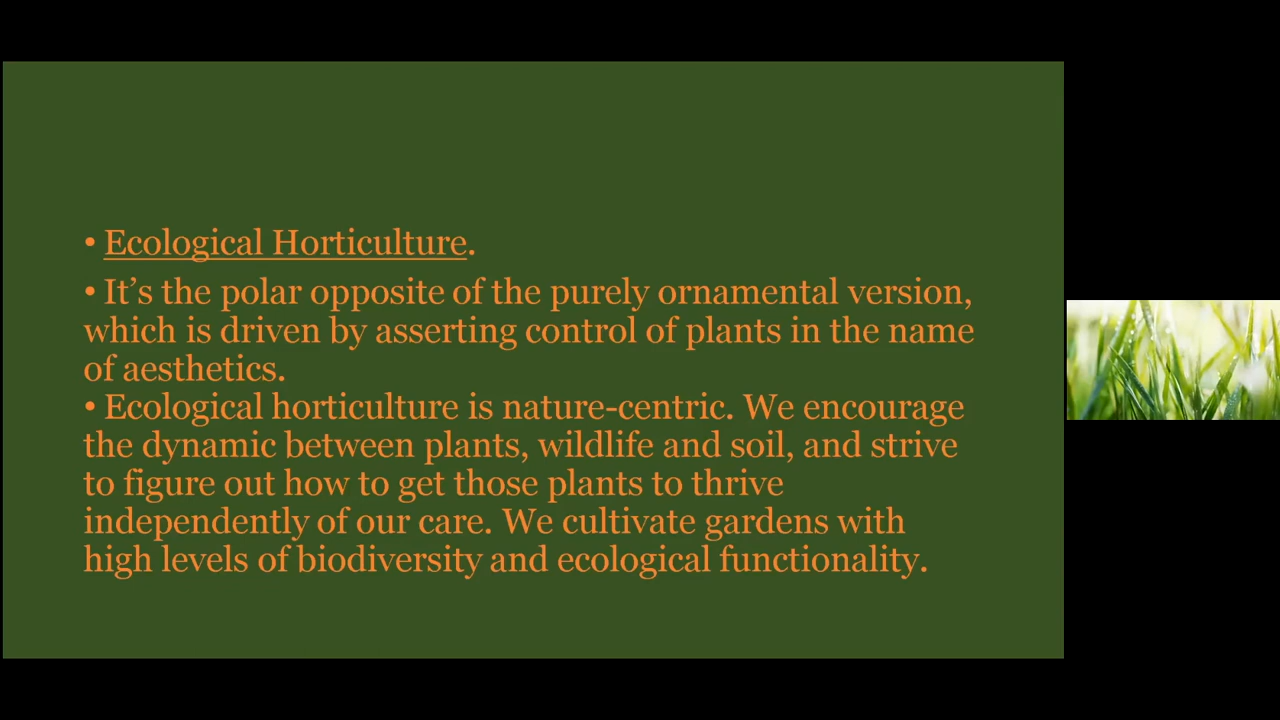 • Ecological Horticulture.
• It’s the polar opposite of the purely ornamental version,
which is driven by asserting control of plants in the name
of aesthetics.
• Ecological horticulture is nature-centric. We encourage
the dynamic between plants, wildlife and soil, and strive
to figure out how to get those plants to thrive
independently of our care. We cultivate gardens with
high levels of biodiversity and ecological functionality.